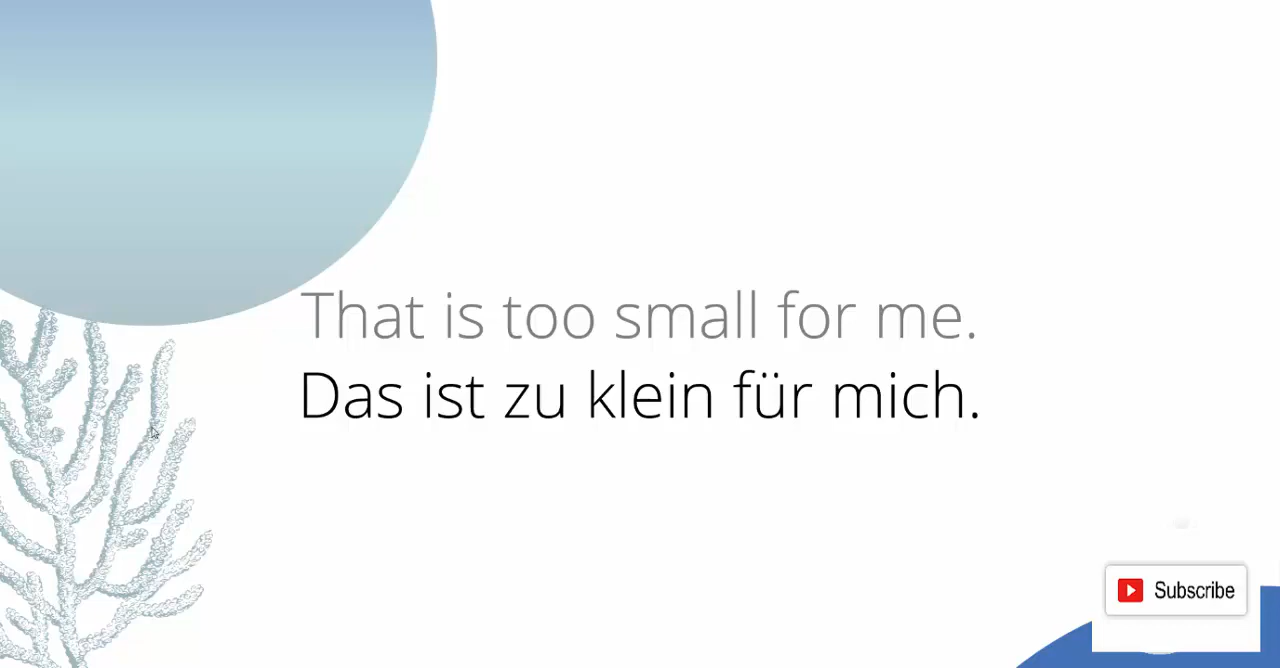 That is too small for me.
Das ist zu klein für mich.
Subscribe